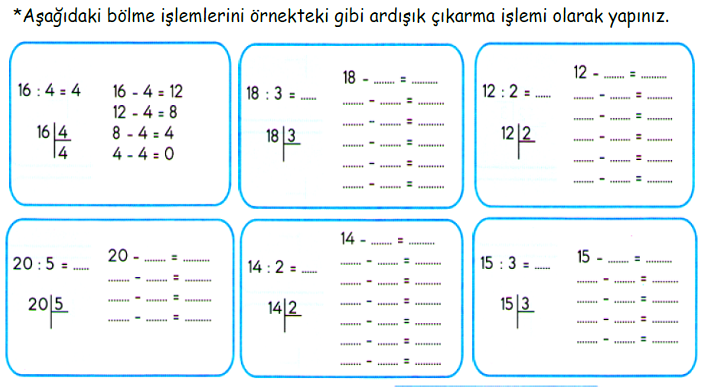 *Aşağıdaki bölme işlemlerini örnekteki gibi ardışık çıkarma işlemi olarak yapınız.
16 : 4 = 4
16 4
4
16 - 4 = 12
12 - 4 = 8
8 - 4 = 4
4 - 4 = 0
18 : 3 = .....
18 3
18 - ...... = ........
...... - ...... = ........
...... - ...... = ........
...... - ...... = ........
...... - ...... = ........
...... - ...... = ........
12 : 2 = .....
12 2
12 - ...... = ........
...... - ...... = ........
...... - ...... = ........
...... - ...... = ........
...... - ...... = ........
...... - ...... = ........
20 : 5 = .....
20 5
20 - ...... = ........
...... - ...... = ........
...... - ...... = ........
...... - ...... = ........
14 : 2 = .....
14 2
14 - ...... = ........
...... - ...... = ........
...... - ...... = ........
...... - ...... = ........
...... - ...... = ........
...... - ...... = ........
...... - ...... = ........
15 : 3 = .....
15 3
15 - ...... = ........
...... - ...... = ........
...... - ...... = ........
...... - ...... = ........
...... - ...... = ........